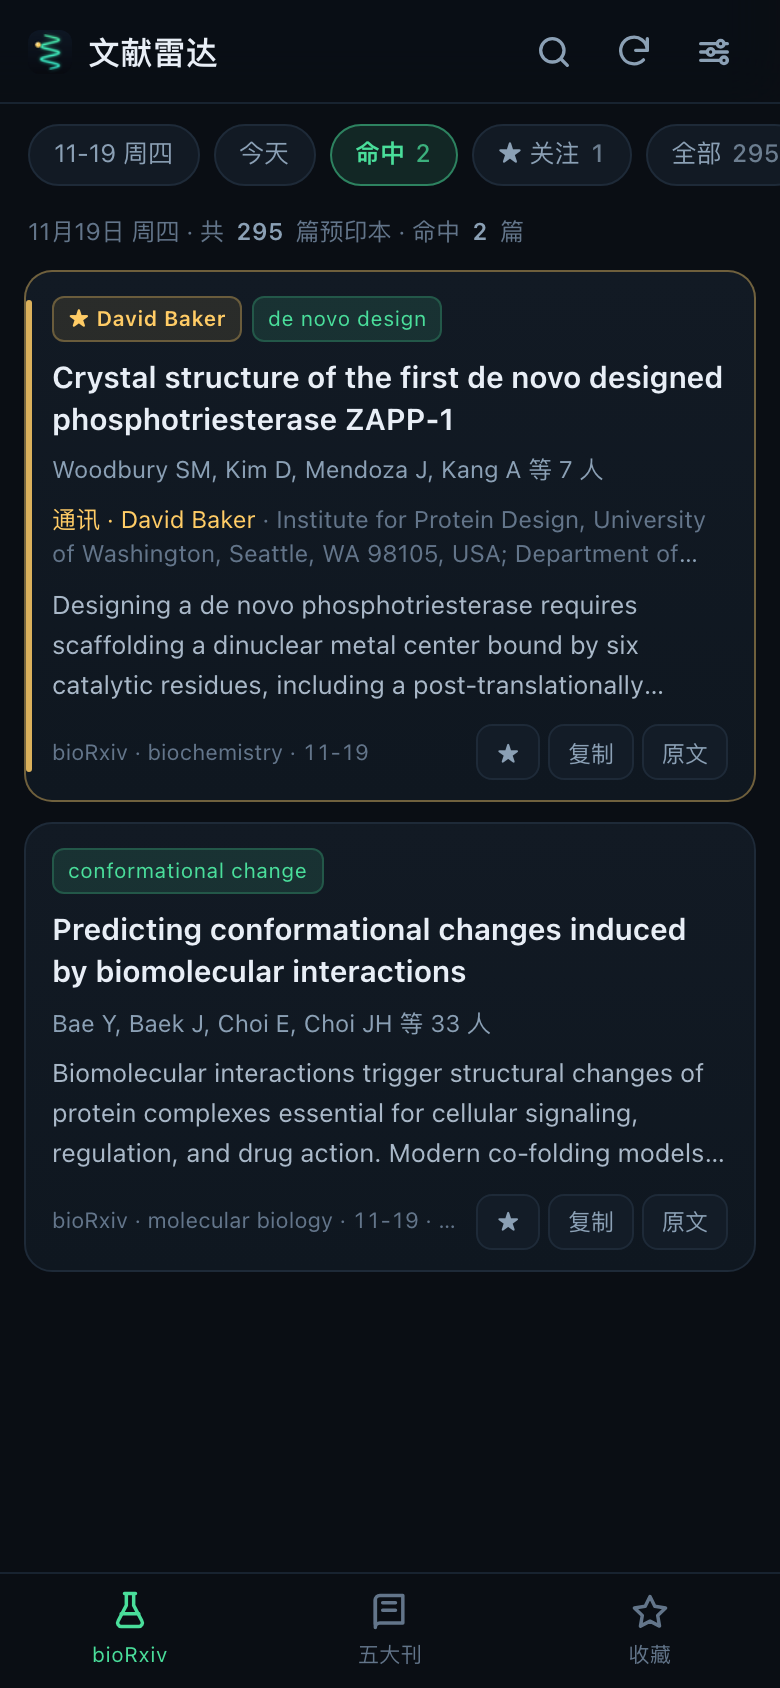 文献雷达
11-19 周四
今天
命中 2
★ 关注 1
全部 295
11月19日 周四 · 共 295 篇预印本 · 命中 2 篇
★ David Baker
de novo design
Crystal structure of the first de novo designed
phosphotriesterase ZAPP-1
Woodbury SM, Kim D, Mendoza J, Kang A 等 7 人
通讯 · David Baker · Institute for Protein Design, University
of Washington, Seattle, WA 98105, USA; Department of…
Designing a de novo phosphotriesterase requires
scaffolding a dinuclear metal center bound by six
catalytic residues, including a post-translationally…
bioRxiv · biochemistry · 11-19
★
复制
原文
conformational change
Predicting conformational changes induced
by biomolecular interactions
Bae Y, Baek J, Choi E, Choi JH 等 33 人
Biomolecular interactions trigger structural changes of
protein complexes essential for cellular signaling,
regulation, and drug action. Modern co-folding models…
bioRxiv · molecular biology · 11-19 · …
★
复制
原文
bioRxiv
五大刊
收藏